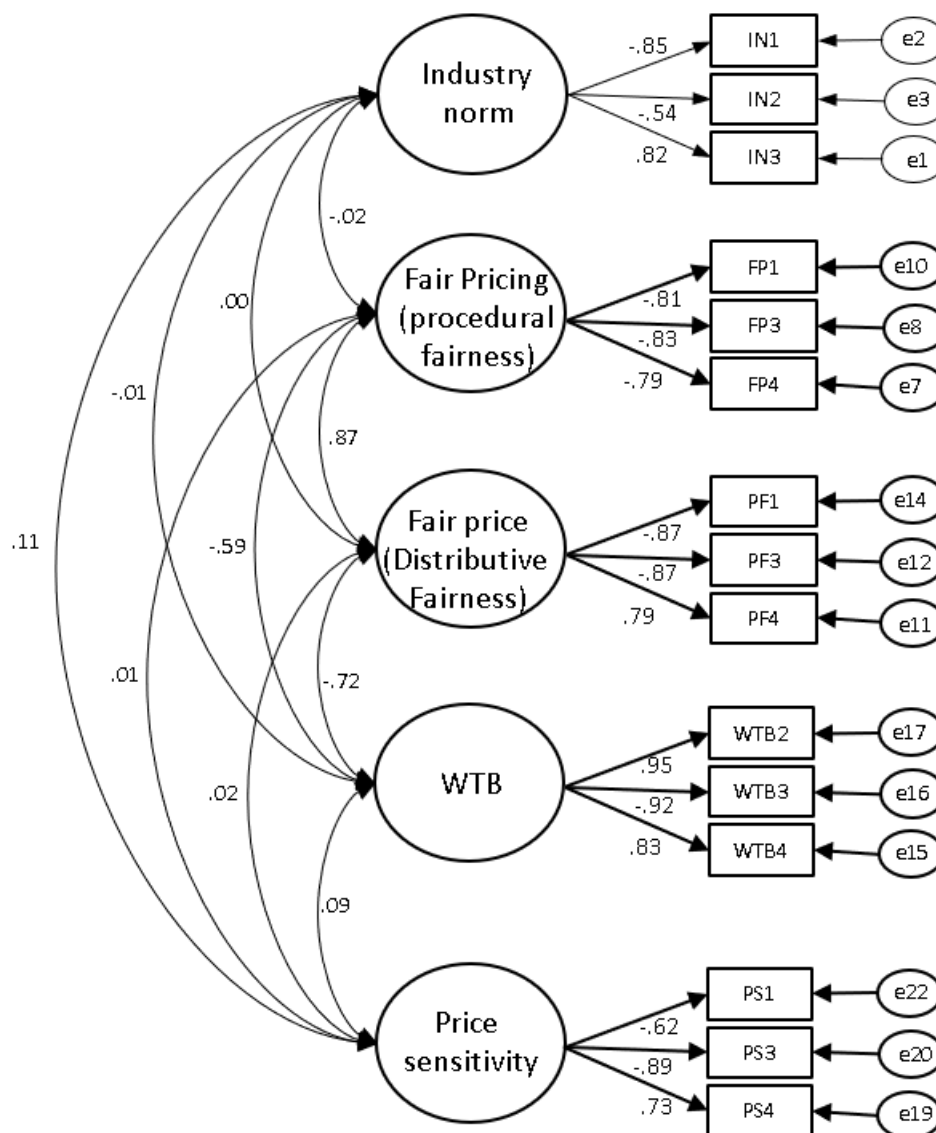 -.85
IN1
e2
Industry
norm
IN2
e3
-.54
.82
IN3
e1
-.02
Fair Pricing
(procedural
fairness)
FP1
e10
-.81
FP3
e8
-.83
-.79
FP4
e7
.00
-.01
.87
Fair price
(Distributive
Fairness)
PF1
e14
-.87
PF3
e12
-.87
.79
PF4
e11
.11
-.59
.01
-.72
WTB
WTB2
e17
.95
WTB3
e16
-.92
.83
WTB4
e15
.02
.09
Price
sensitivity
PS1
e22
-.62
PS3
e20
-.89
.73
PS4
e19